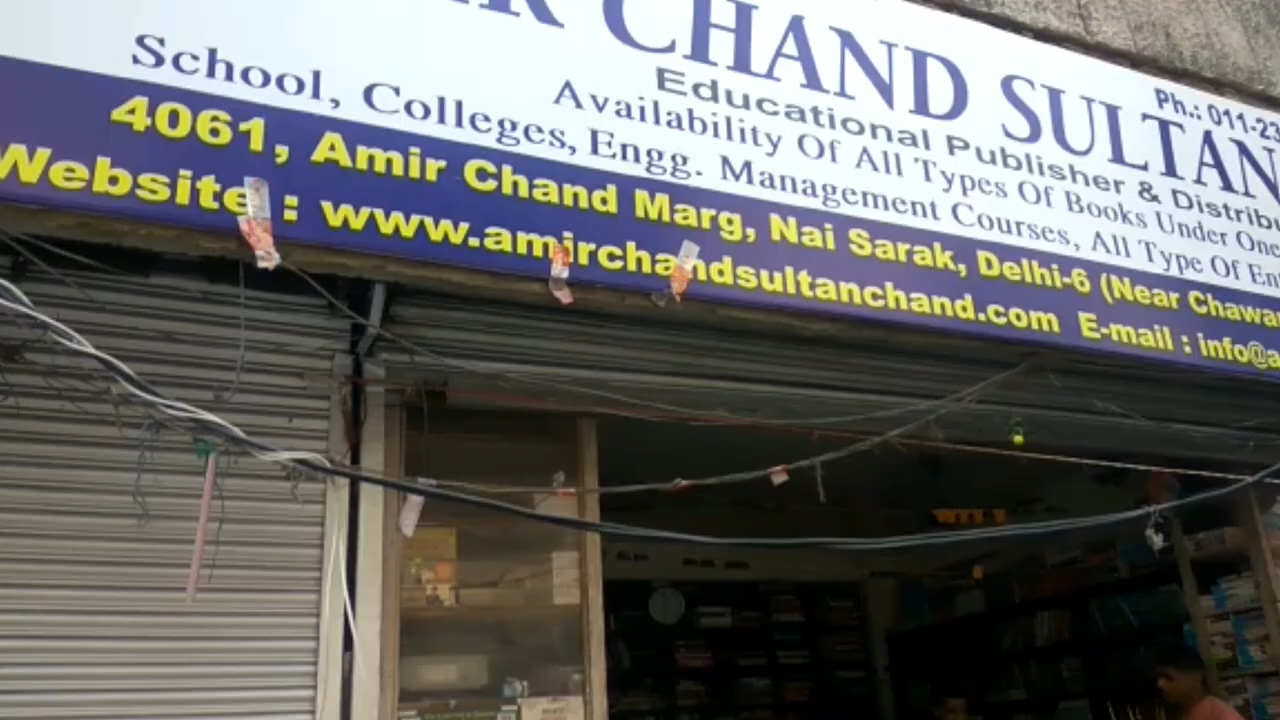 CHAND SULTAN
Ph.: 011-23
Educational Publisher & Distribu
Availability Of All Types Of Books Under One
School, Colleges, Engg. Management Courses, All Type Of En
4061, Amir Chand Marg, Nai Sarak, Delhi-6 (Near Chawa
Website : www.amirchandsultanchand.com E-mail : info@a